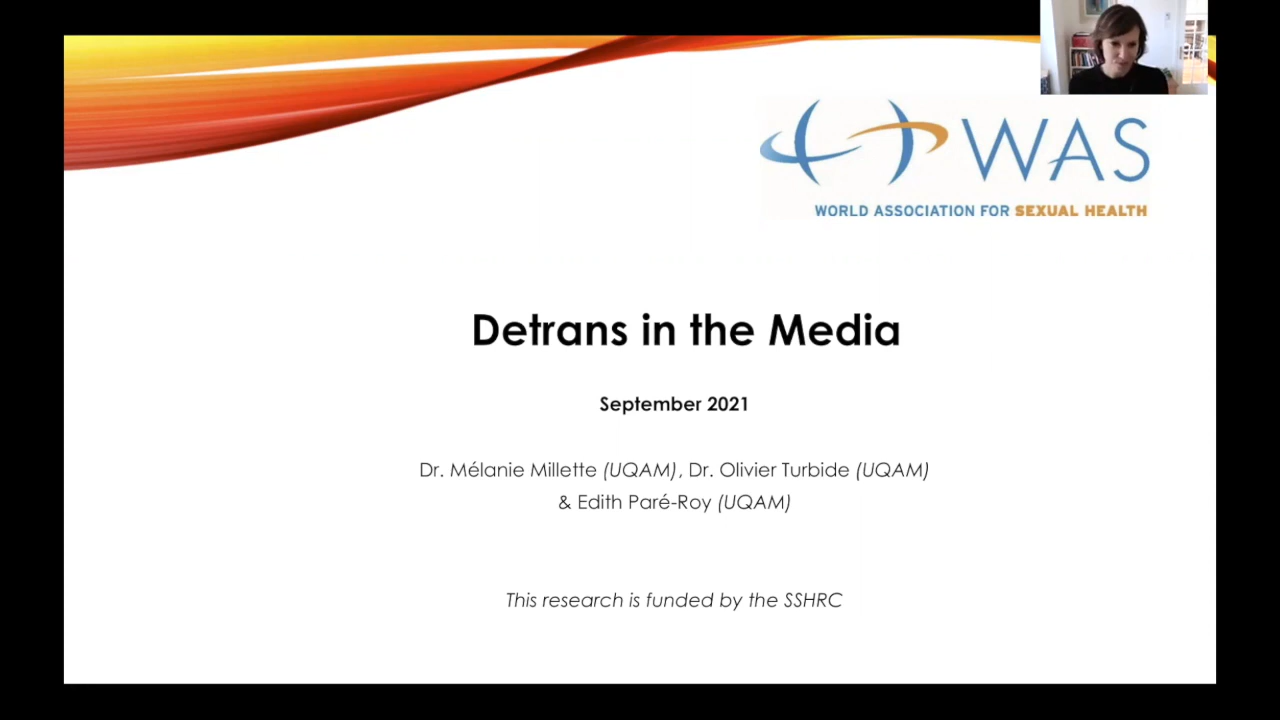 WAS
WORLD ASSOCIATION FOR SEXUAL HEALTH
Detrans in the Media
September 2021
Dr. Mélanie Millette (UQAM), Dr. Olivier Turbide (UQAM)
& Edith Paré-Roy (UQAM)
This research is funded by the SSHRC